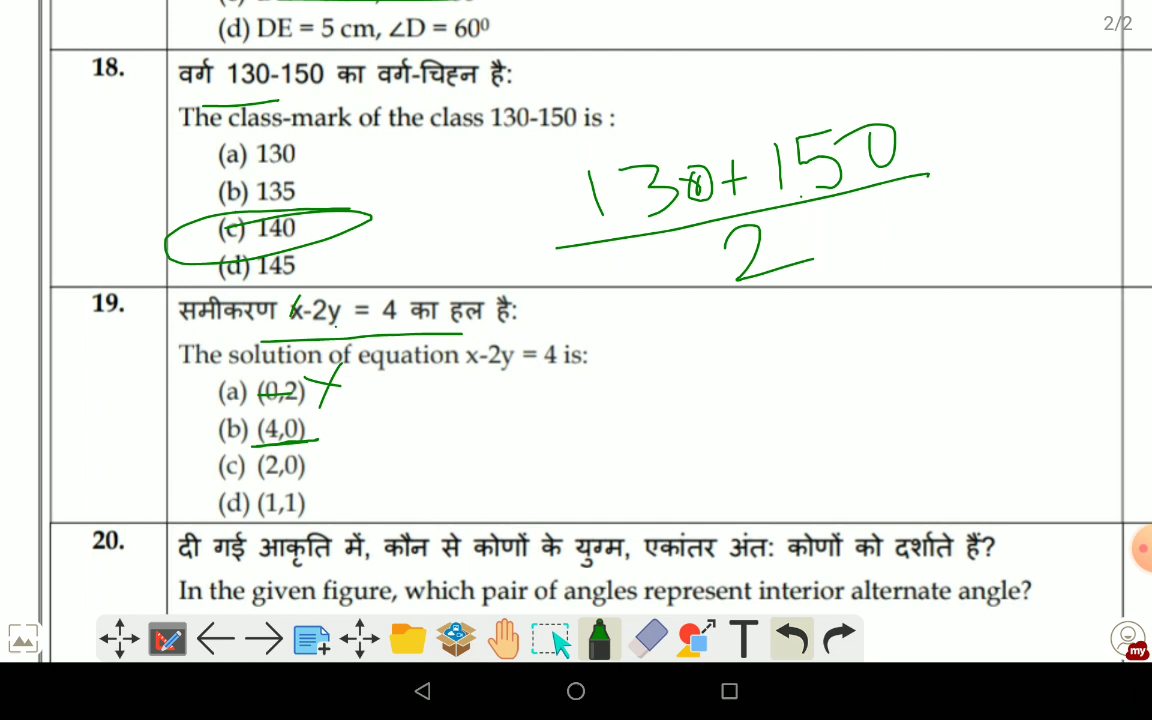 (d) DE = 5 cm, ∠D = 60⁰
2/2
18.
वर्ग 130-150 का वर्ग-चिह्न है:
The class-mark of the class 130-150 is :
(a) 130
(b) 135
(c) 140
(d) 145
130 + 150
2
19.
समीकरण x-2y = 4 का हल है:
The solution of equation x-2y = 4 is:
(a) (0,2)
(b) (4,0)
(c) (2,0)
(d) (1,1)
20.
दी गई आकृति में, कौन से कोणों के युग्म, एकांतर अंत: कोणों को दर्शाते हैं?
In the given figure, which pair of angles represent interior alternate angle?
T
my